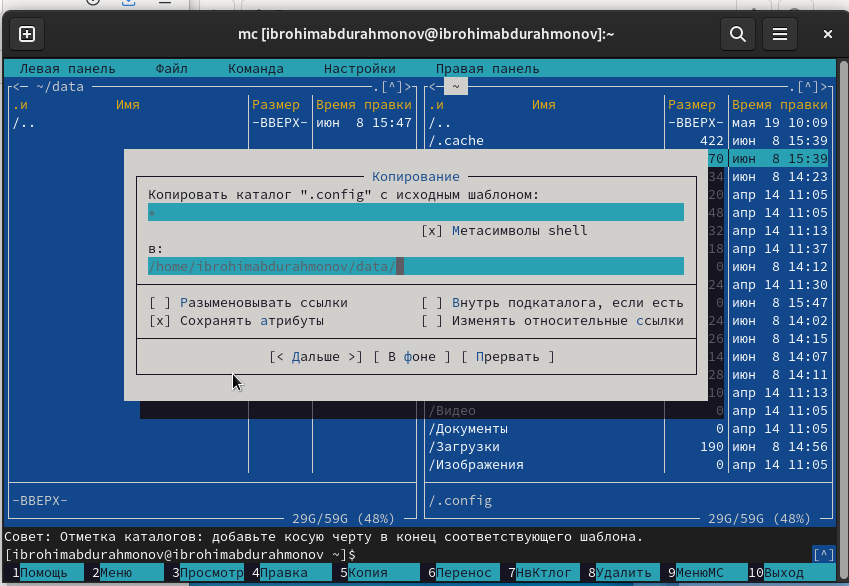 mc [ibrohimabdurahmonov@ibrohimabdurahmonov]:~
Левая панель Файл Команда Настройки Правая панель
<— ~/data .[^]> <— ~ .[^]>
.и Имя Размер Время правки .и Имя Размер Время правки
/.. -ВВЕРХ- июн 8 15:47 /.. -ВВЕРХ- мая 19 10:09
/.cache 422 июн 8 15:39
70 июн 8 15:39
Копирование 34 июн 8 14:23
Копировать каталог ".config" с исходным шаблоном: 20 апр 14 11:05
* 48 апр 14 11:05
[x] Метасимволы shell 32 апр 14 11:13
в: 18 апр 14 11:37
/home/ibrohimabdurahmonov/data/ 0 июн 8 14:12
24 апр 14 11:30
[ ] Разыменовывать ссылки [ ] Внутрь подкаталога, если есть 0 июн 8 15:47
[x] Сохранять атрибуты [ ] Изменять относительные ссылки 24 июн 8 14:02
26 июн 8 14:15
[< Дальше >] [ В фоне ] [ Прервать ] 14 июн 8 14:07
28 июн 8 14:11
10 апр 14 11:13
/Видео 0 апр 14 11:05
/Документы 0 апр 14 11:05
/Загрузки 190 июн 8 14:56
/Изображения 0 апр 14 11:05
-ВВЕРХ- /.config
29G/59G (48%) 29G/59G (48%)
Совет: Отметка каталогов: добавьте косую черту в конец соответствующего шаблона.
[ibrohimabdurahmonov@ibrohimabdurahmonov ~]$ [^]
1Помощь 2Меню 3Просмотр 4Правка 5Копия 6Перенос 7НвКтлог 8Удалить 9МенюМС 10Выход